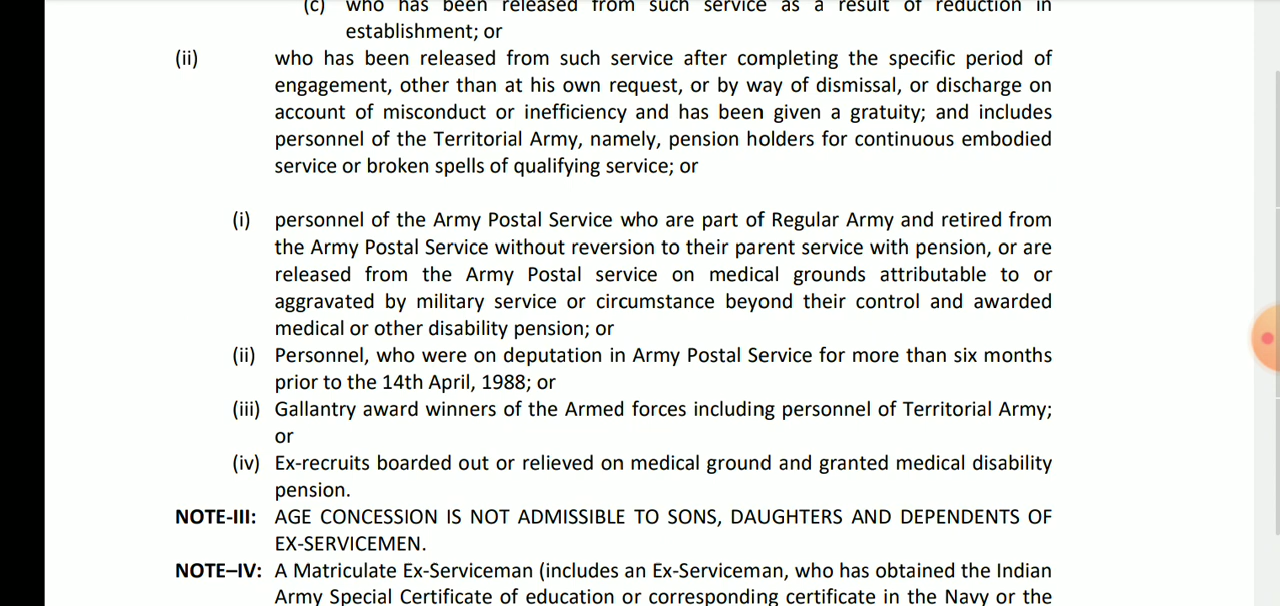 (c) who has been released from such service as a result of reduction in
establishment; or
(ii) who has been released from such service after completing the specific period of
engagement, other than at his own request, or by way of dismissal, or discharge on
account of misconduct or inefficiency and has been given a gratuity; and includes
personnel of the Territorial Army, namely, pension holders for continuous embodied
service or broken spells of qualifying service; or
(i) personnel of the Army Postal Service who are part of Regular Army and retired from
the Army Postal Service without reversion to their parent service with pension, or are
released from the Army Postal service on medical grounds attributable to or
aggravated by military service or circumstance beyond their control and awarded
medical or other disability pension; or
(ii) Personnel, who were on deputation in Army Postal Service for more than six months
prior to the 14th April, 1988; or
(iii) Gallantry award winners of the Armed forces including personnel of Territorial Army;
or
(iv) Ex-recruits boarded out or relieved on medical ground and granted medical disability
pension.
NOTE-III: AGE CONCESSION IS NOT ADMISSIBLE TO SONS, DAUGHTERS AND DEPENDENTS OF
EX-SERVICEMEN.
NOTE–IV: A Matriculate Ex-Serviceman (includes an Ex-Serviceman, who has obtained the Indian
Army Special Certificate of education or corresponding certificate in the Navy or the